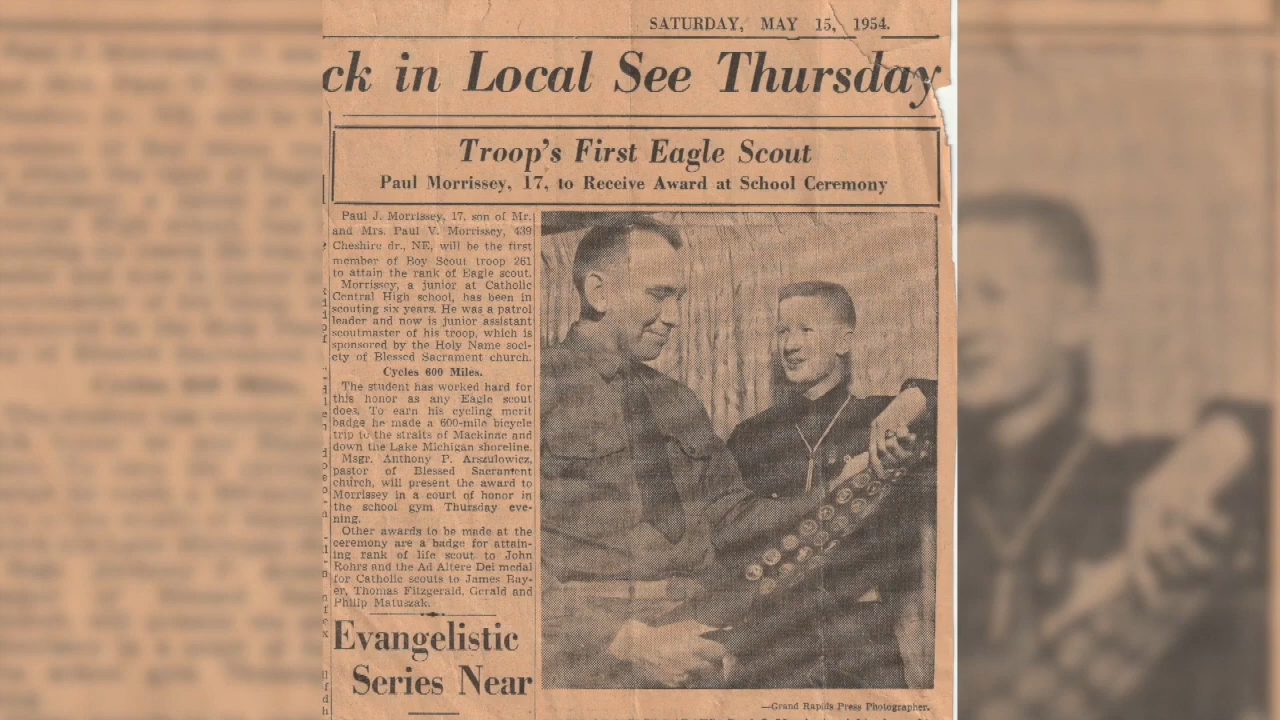 SATURDAY, MAY 15, 1954.
ck in Local See Thursday
Troop's First Eagle Scout
Paul Morrissey, 17, to Receive Award at School Ceremony
Paul J. Morrissey, 17, son of Mr.
and Mrs. Paul V. Morrissey, 439
Cheshire dr., NE, will be the first
member of Boy Scout troop 261
to attain the rank of Eagle scout.
Morrissey, a junior at Catholic
Central High school, has been in
scouting six years. He was a patrol
leader and now is junior assistant
scoutmaster of his troop, which is
sponsored by the Holy Name soci-
ety of Blessed Sacrament church.
Cycles 600 Miles.
The student has worked hard for
this honor as any Eagle scout
does. To earn his cycling merit
badge he made a 600-mile bicycle
trip to the straits of Mackinac and
down the Lake Michigan shoreline.
Msgr. Anthony P. Arszulowicz,
pastor of Blessed Sacrament
church, will present the award to
Morrissey in a court of honor in
the school gym Thursday eve-
ning.
Other awards to be made at the
ceremony are a badge for attain-
ing rank of life scout to John
Rohrs and the Ad Altere Dei medal
for Catholic scouts to James Bay-
er, Thomas Fitzgerald, Gerald and
Philip Matuszak.
Evangelistic
Series Near
—Grand Rapids Press Photographer.